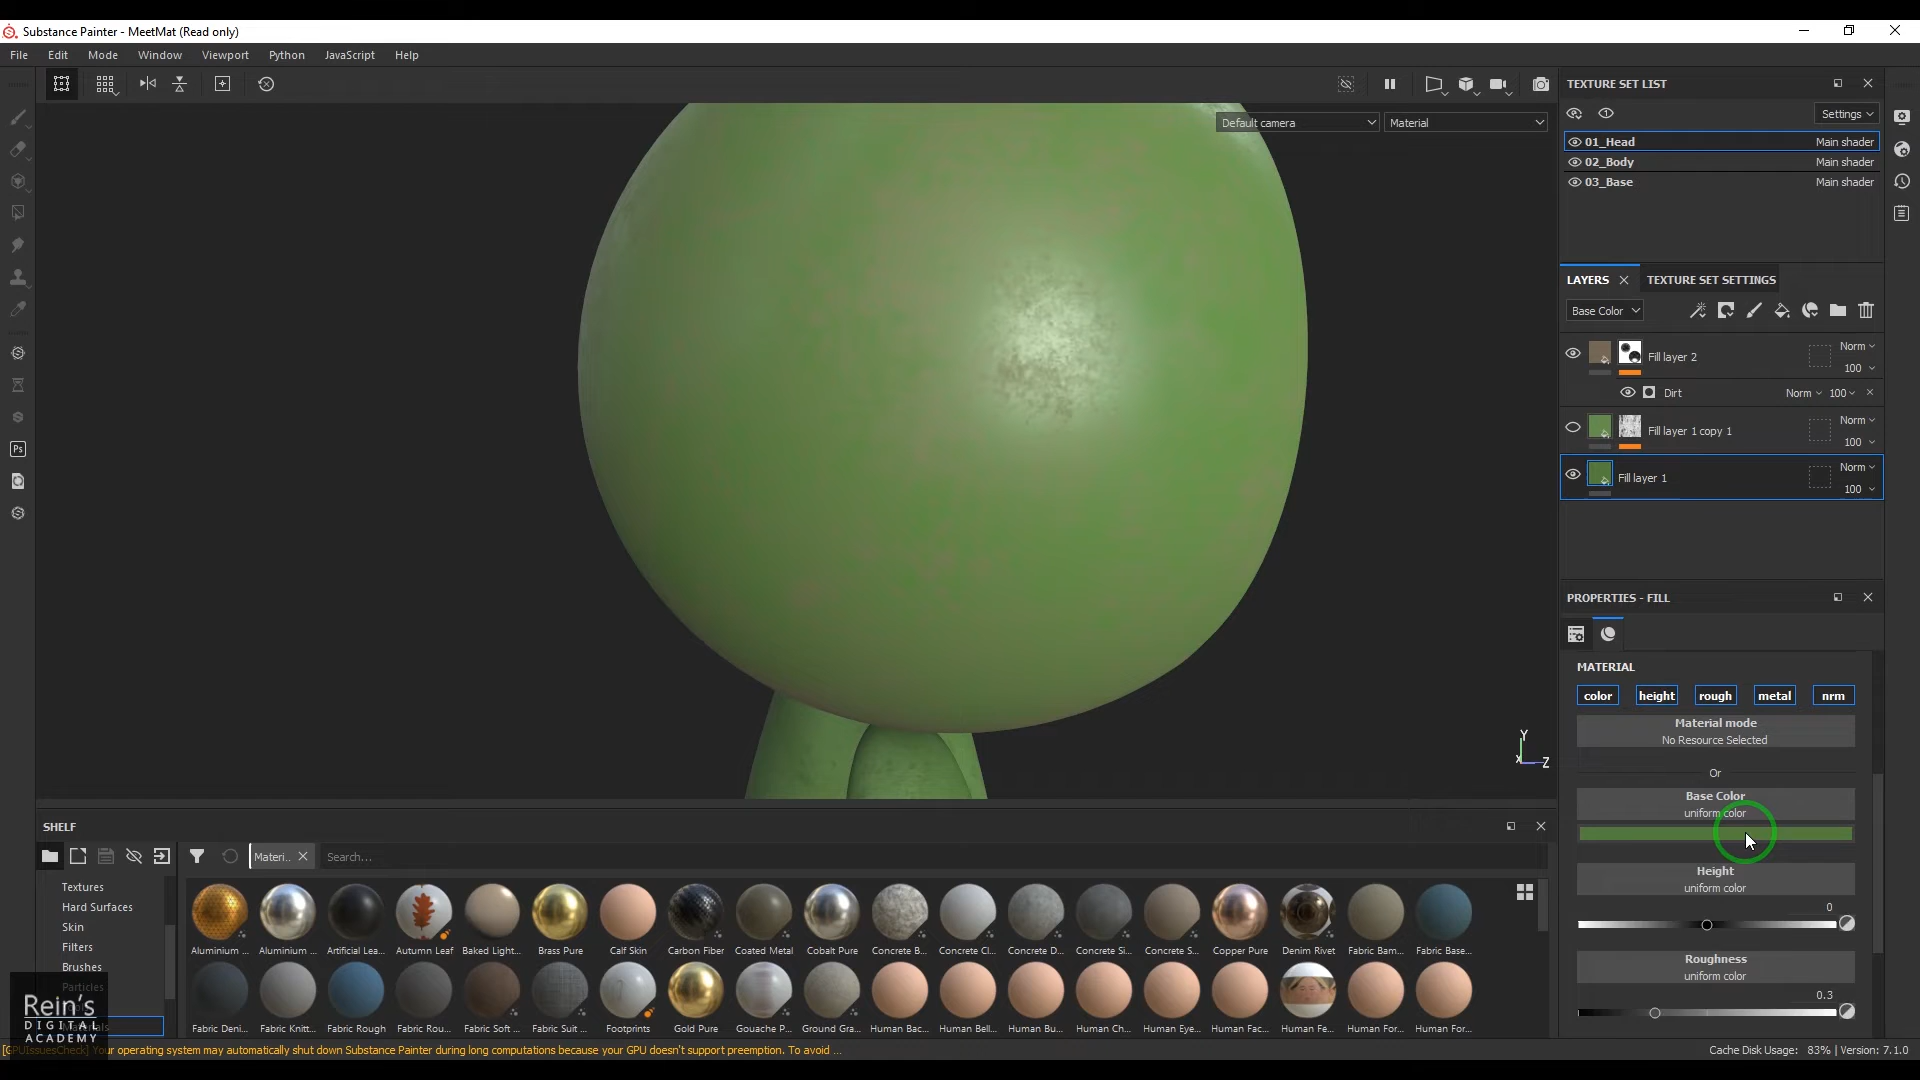 Substance Painter - MeetMat (Read only)
File Edit Mode Window Viewport Python JavaScript Help
Default camera
Material
TEXTURE SET LIST
Settings
01_Head Main shader
02_Body Main shader
03_Base Main shader
LAYERS TEXTURE SET SETTINGS
Base Color
Fill layer 2 Norm
100
Dirt Norm 100
Fill layer 1 copy 1 Norm
100
Fill layer 1 Norm
100
PROPERTIES - FILL
MATERIAL
color height rough metal nrm
Material mode
No Resource Selected
Or
Base Color
uniform color
Height
uniform color
0
Roughness
uniform color
0.3
Y
X Z
Ps
SHELF
Materi.. Search...
Textures
Hard Surfaces
Skin
Filters
Brushes
Particles
Materials
Aluminium ... Aluminium ... Artificial Lea... Autumn Leaf Baked Light... Brass Pure Calf Skin Carbon Fiber Coated Metal Cobalt Pure Concrete B... Concrete Cl... Concrete D... Concrete Si... Concrete S... Copper Pure Denim Rivet Fabric Bam... Fabric Base...
Fabric Deni... Fabric Knitt... Fabric Rough Fabric Rou... Fabric Soft ... Fabric Suit ... Footprints Gold Pure Gouache P... Ground Gra... Human Bac... Human Bell... Human Bu... Human Ch... Human Eye... Human Fac... Human Fe... Human For... Human For...
Rein's
DIGITAL
ACADEMY
[GPUIssuesCheck] Your operating system may automatically shut down Substance Painter during long computations because your GPU doesn't support preemption. To avoid ...
Cache Disk Usage: 83% | Version: 7.1.0